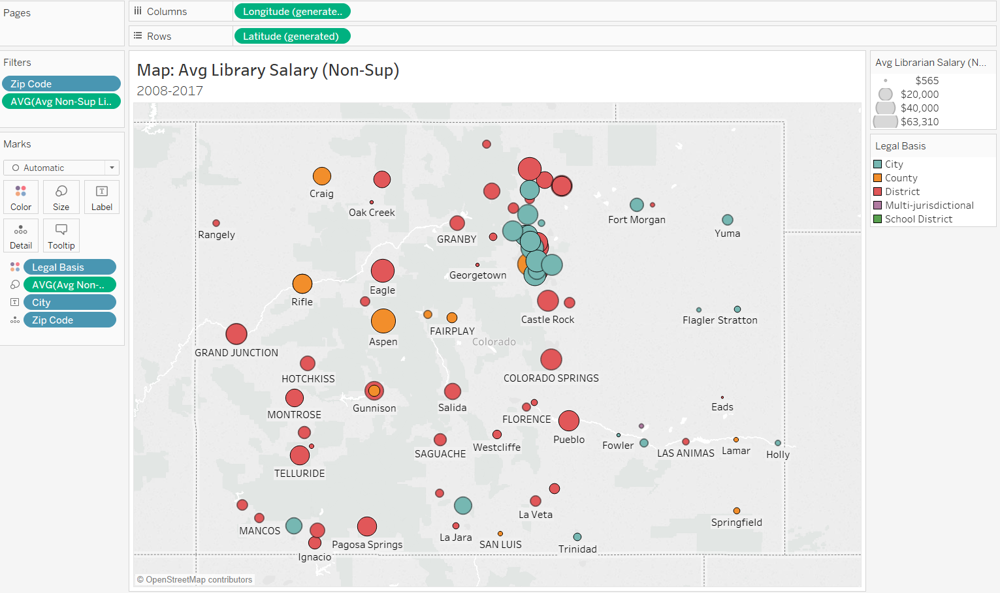 Pages
Columns
Longitude (generate..
Rows
Latitude (generated)
Filters
Zip Code
AVG(Avg Non-Sup Li..
Marks
Automatic
Color
Size
Label
Detail
Tooltip
Legal Basis
AVG(Avg Non-..
City
Zip Code
Map: Avg Library Salary (Non-Sup)
2008-2017
Craig
Oak Creek
Rangely
GRANBY
Fort Morgan
Yuma
Georgetown
Eagle
Rifle
Castle Rock
Flagler
Stratton
FAIRPLAY
Aspen
Colorado
GRAND JUNCTION
HOTCHKISS
COLORADO SPRINGS
MONTROSE
Gunnison
Salida
Eads
FLORENCE
Pueblo
Westcliffe
SAGUACHE
Fowler
LAS ANIMAS
Lamar
Holly
TELLURIDE
La Veta
Springfield
MANCOS
Pagosa Springs
La Jara
SAN LUIS
Trinidad
Ignacio
© OpenStreetMap contributors
Avg Librarian Salary (N...
$565
$20,000
$40,000
$63,310
Legal Basis
City
County
District
Multi-jurisdictional
School District